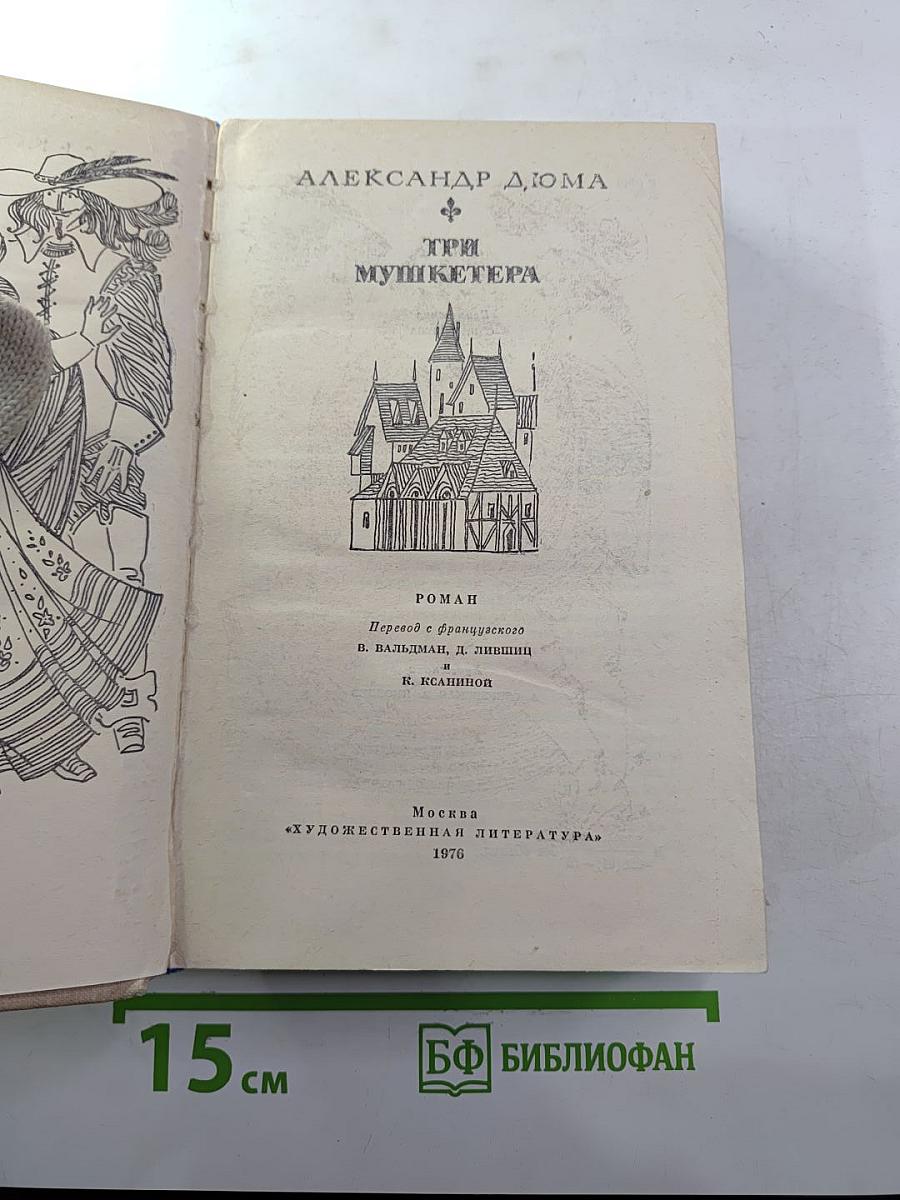 АЛЕКСАНДР ДЮМА
ТРИ
МУШКЕТЕРА
РОМАН
Перевод с французского
В. ВАЛЬДМАН, Д. ЛИВШИЦ
и
К. КСАНИНОЙ
Москва
«ХУДОЖЕСТВЕННАЯ ЛИТЕРАТУРА»
1976
15 см
БФ БИБЛИОФАН